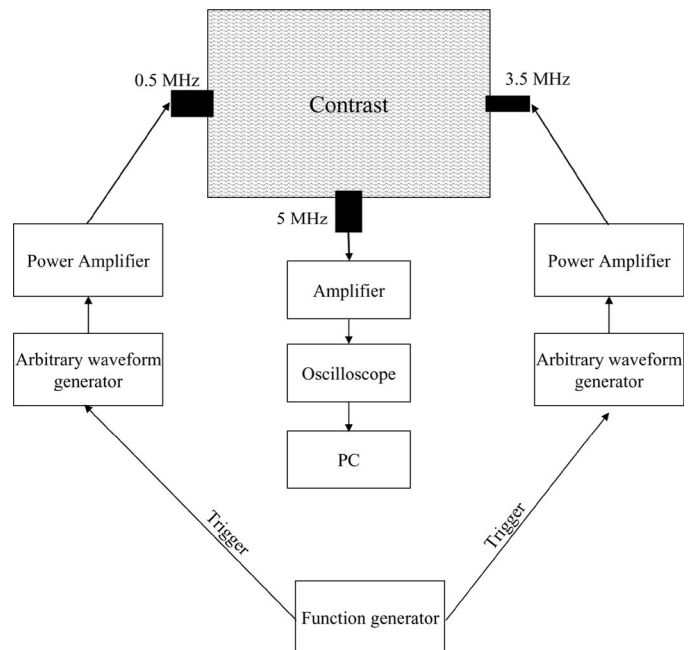 0.5 MHz
3.5 MHz
Contrast
5 MHz
Power Amplifier
Amplifier
Power Amplifier
Arbitrary waveform
generator
Oscilloscope
Arbitrary waveform
generator
PC
Trigger
Trigger
Function generator